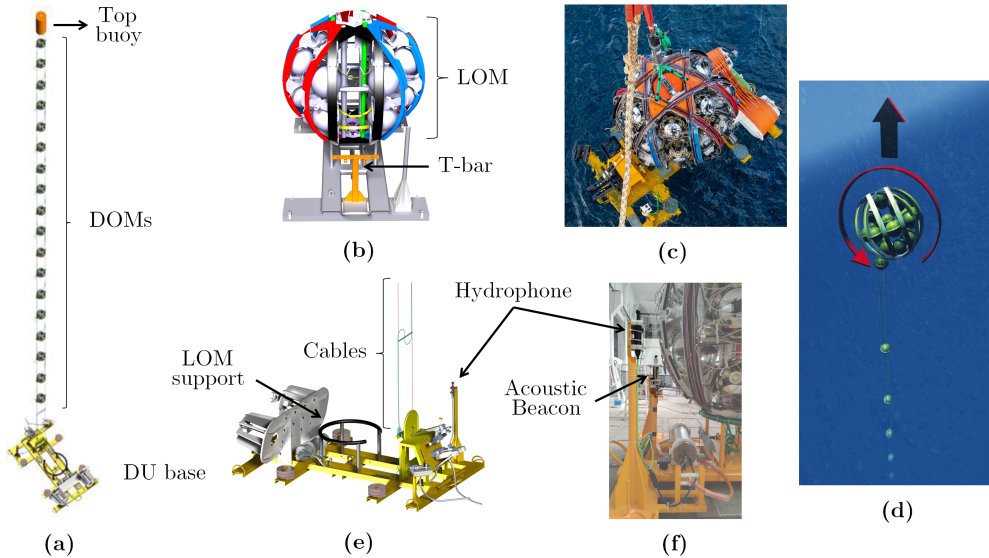 Top
buoy
DOMs
DU base
(a)
LOM
T-bar
(b)
(c)
(d)
LOM
support
Cables
(e)
Hydrophone
Acoustic
Beacon
(f)